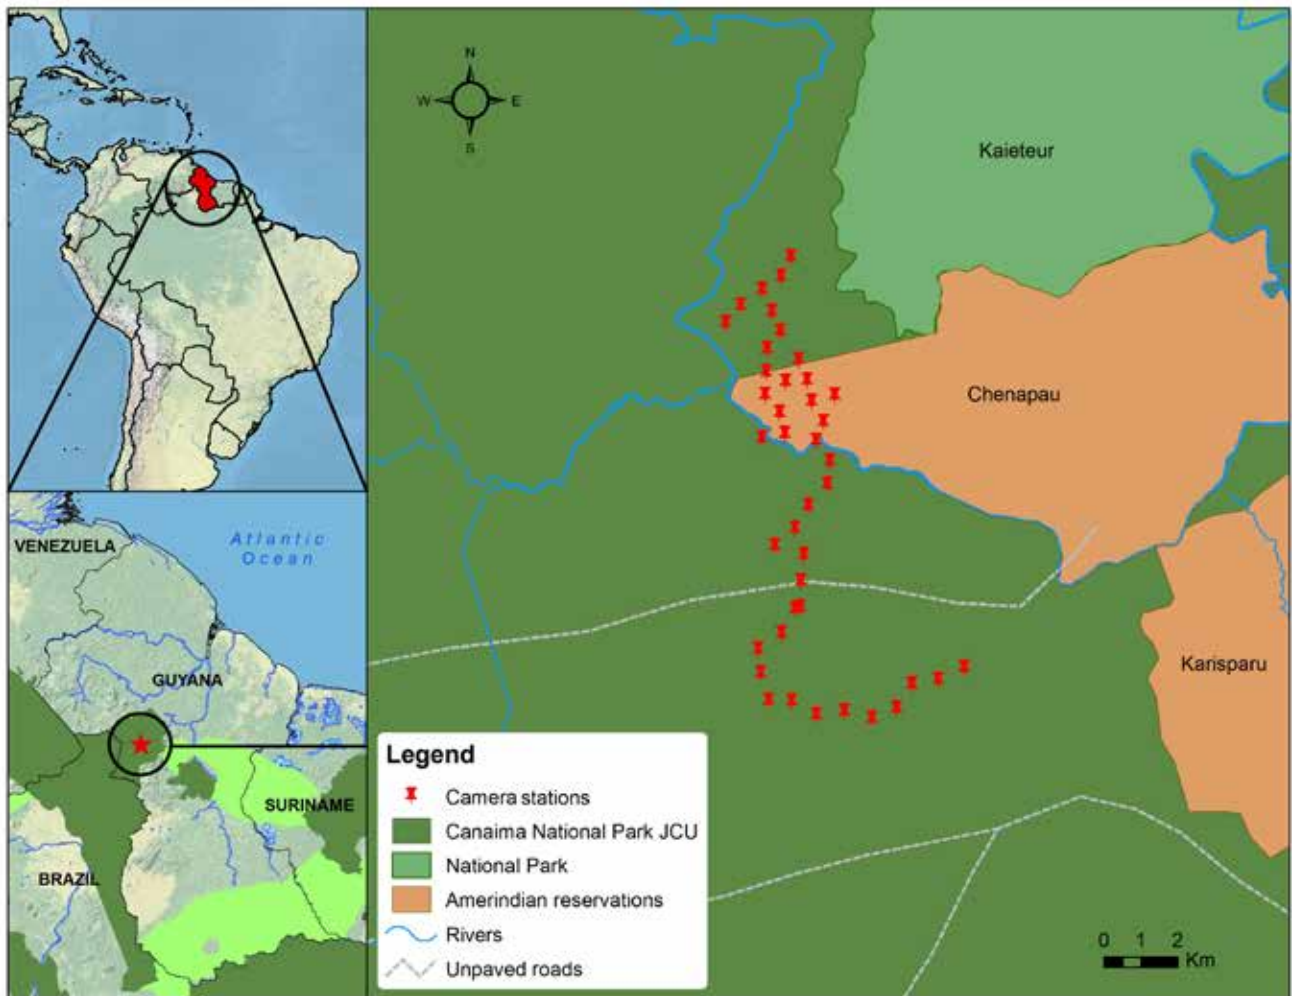 N
W E
S
Kaieteur
Chenapau
Karisparu
Atlantic
Ocean
VENEZUELA
GUYANA
SURINAME
BRAZIL
Legend
Camera stations
Canaima National Park JCU
National Park
Amerindian reservations
Rivers
Unpaved roads
0 1 2
Km